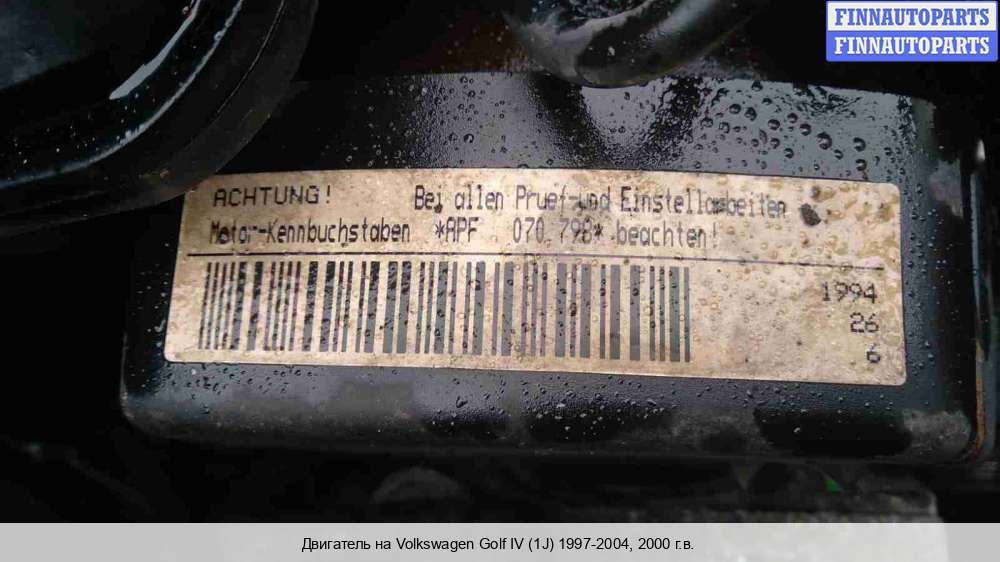 FINNAUTOPARTS
FINNAUTOPARTS
ACHTUNG! Bei allen Pruef-und Einstellarbeiten
Motor-Kennbuchstaben *APF 070 798* beachten!
1994
26
6
Двигатель на Volkswagen Golf IV (1J) 1997-2004, 2000 г.в.